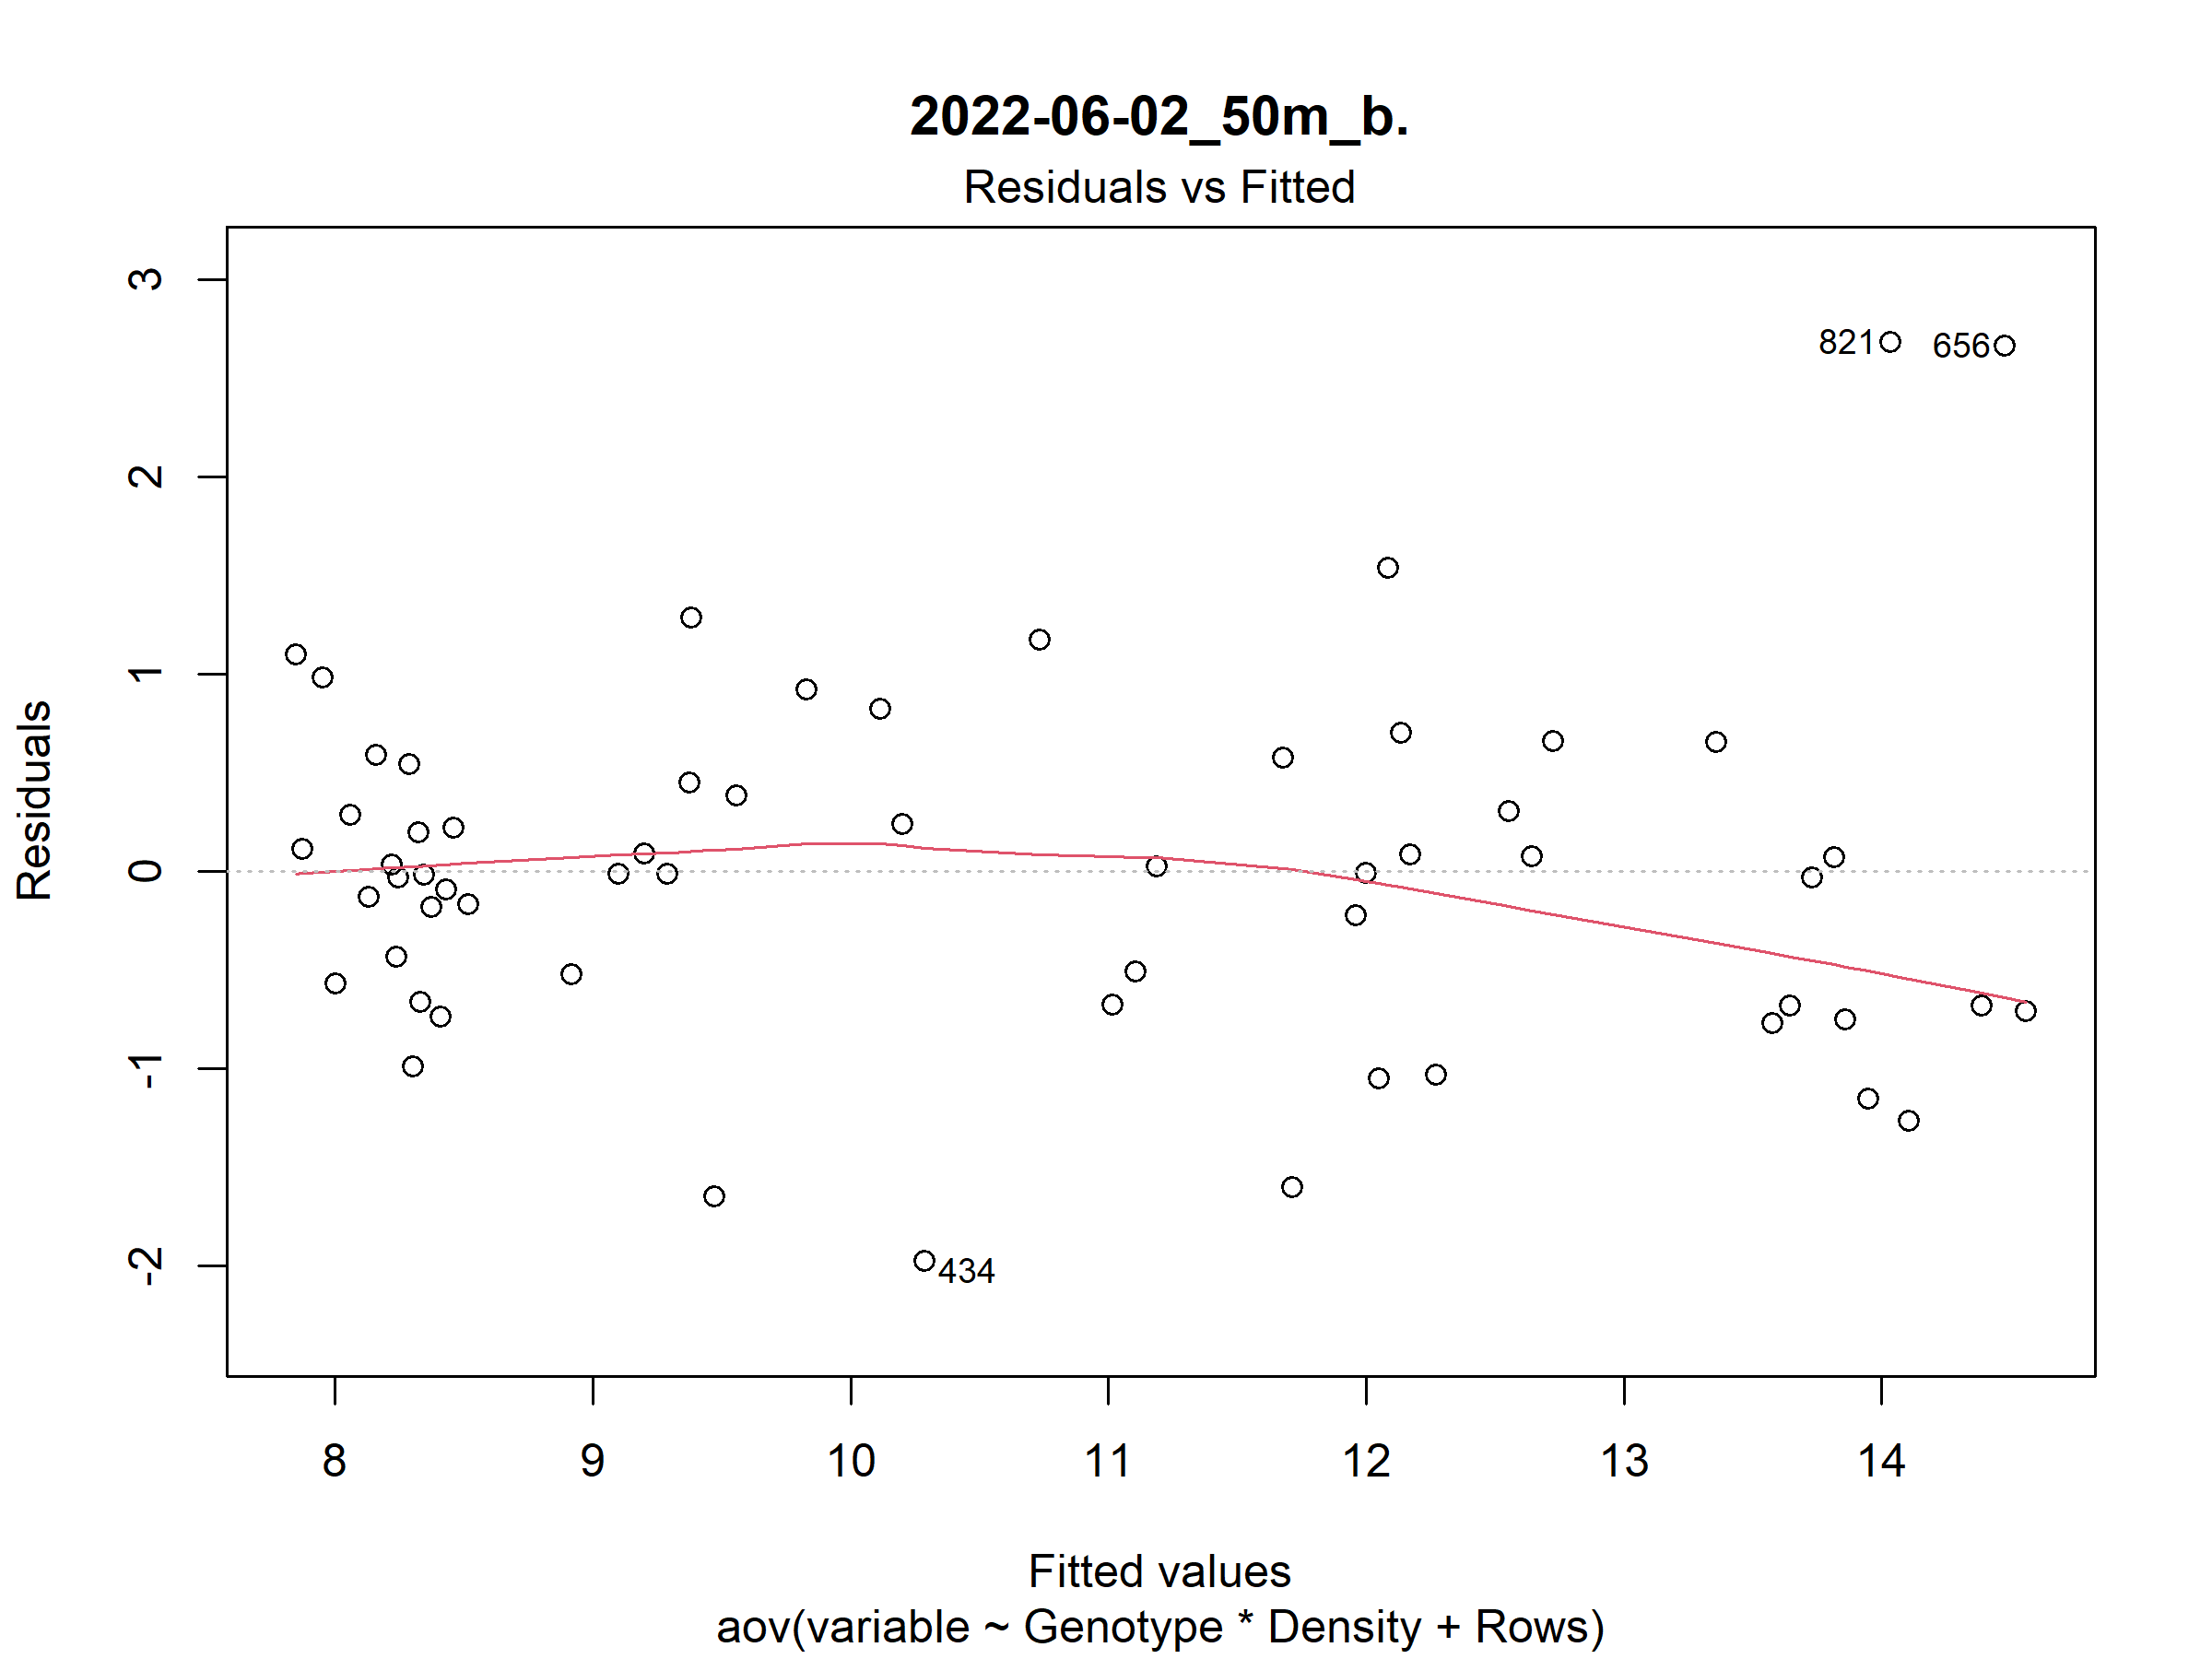 2022-06-02_50m_b.
Residuals vs Fitted
Residuals
3
2
1
0
-1
-2
821
656
434
8 9 10 11 12 13 14
Fitted values
aov(variable ~ Genotype * Density + Rows)